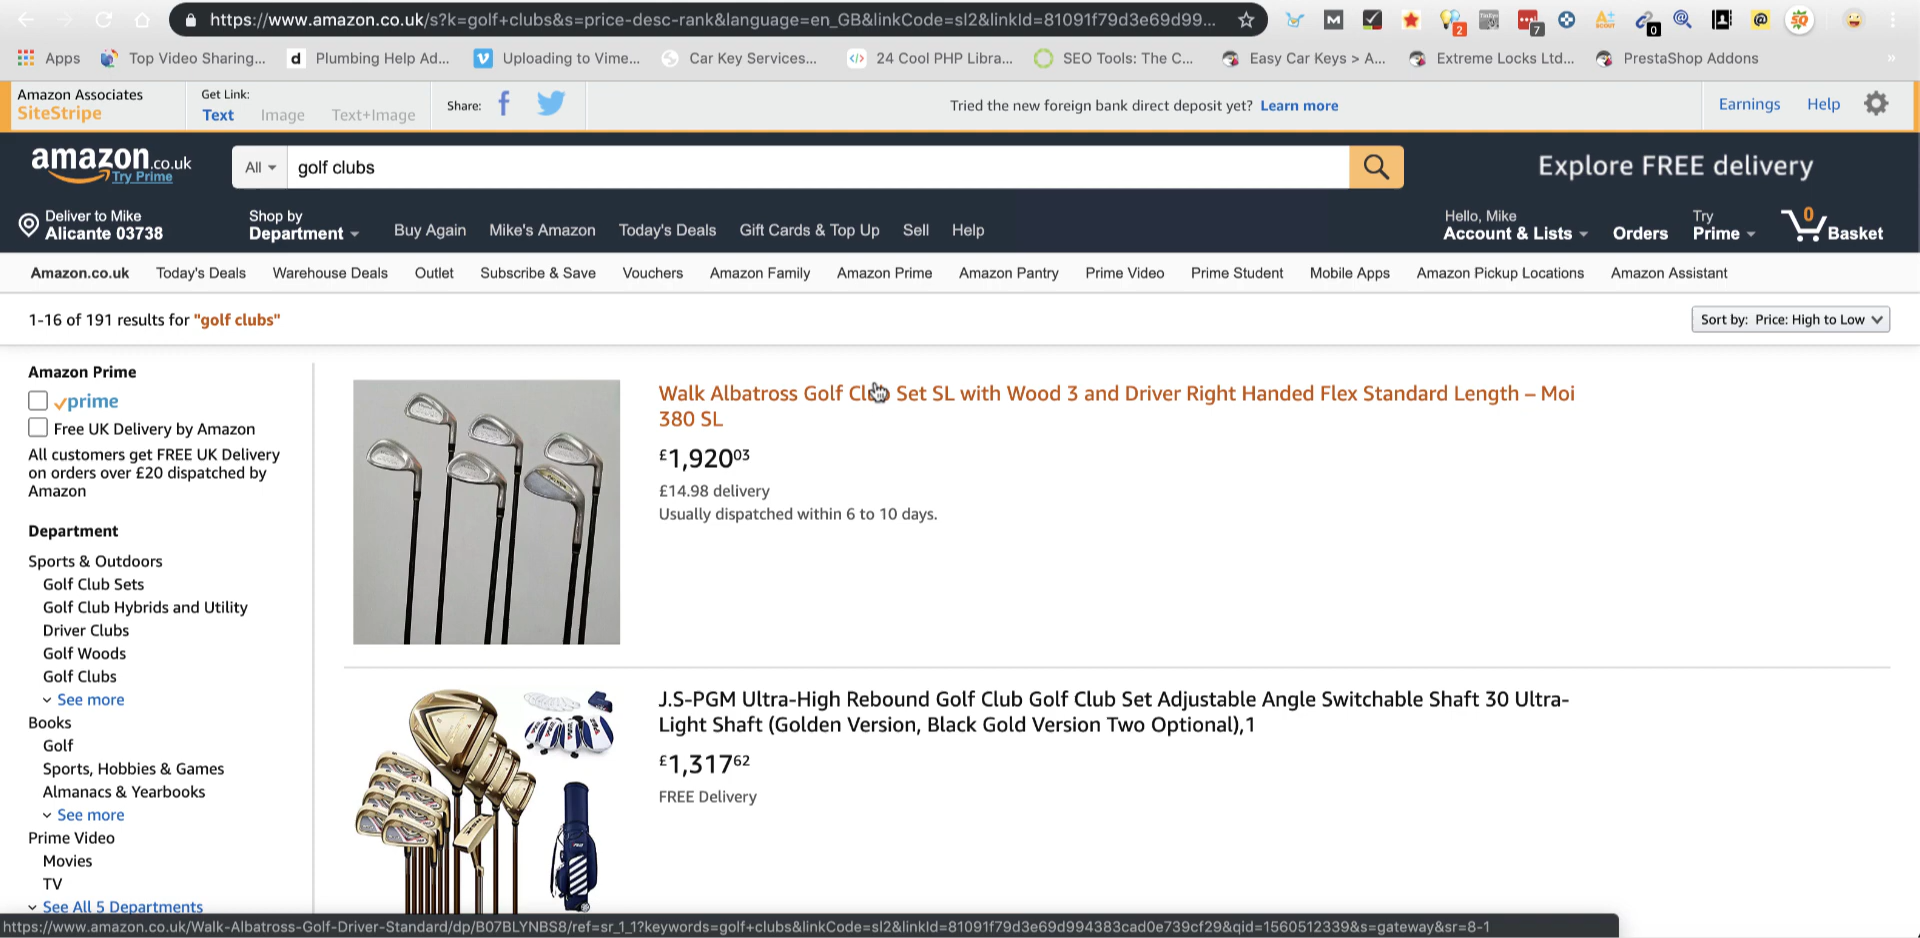 https://www.amazon.co.uk/s?k=golf+clubs&s=price-desc-rank&language=en_GB&linkCode=sl2&linkId=81091f79d3e69d99...
2
7
0
Apps
Top Video Sharing...
d Plumbing Help Ad...
Uploading to Vime...
Car Key Services...
24 Cool PHP Libra...
SEO Tools: The C...
Easy Car Keys > A...
Extreme Locks Ltd...
PrestaShop Addons
»
Amazon Associates
SiteStripe
Get Link:
Text Image Text+Image
Share:
Tried the new foreign bank direct deposit yet? Learn more
Earnings Help
amazon.co.uk
Try Prime
All
golf clubs
Explore FREE delivery
Deliver to Mike
Alicante 03738
Shop by
Department
Buy Again Mike's Amazon Today's Deals Gift Cards & Top Up Sell Help
Hello, Mike
Account & Lists
Orders
Try
Prime
0
Basket
Amazon.co.uk Today's Deals Warehouse Deals Outlet Subscribe & Save Vouchers Amazon Family Amazon Prime Amazon Pantry Prime Video Prime Student Mobile Apps Amazon Pickup Locations Amazon Assistant
1-16 of 191 results for "golf clubs"
Sort by: Price: High to Low
Amazon Prime
prime
Free UK Delivery by Amazon
All customers get FREE UK Delivery
on orders over £20 dispatched by
Amazon
Department
Sports & Outdoors
Golf Club Sets
Golf Club Hybrids and Utility
Driver Clubs
Golf Woods
Golf Clubs
See more
Books
Golf
Sports, Hobbies & Games
Almanacs & Yearbooks
See more
Prime Video
Movies
TV
See All 5 Departments
Walk Albatross Golf Club Set SL with Wood 3 and Driver Right Handed Flex Standard Length – Moi
380 SL
£1,92003
£14.98 delivery
Usually dispatched within 6 to 10 days.
J.S-PGM Ultra-High Rebound Golf Club Golf Club Set Adjustable Angle Switchable Shaft 30 Ultra-
Light Shaft (Golden Version, Black Gold Version Two Optional),1
£1,31762
FREE Delivery
https://www.amazon.co.uk/Walk-Albatross-Golf-Driver-Standard/dp/B07BLYNBS8/ref=sr_1_1?keywords=golf+clubs&linkCode=sl2&linkId=81091f79d3e69d994383cad0e739cf29&qid=1560512339&s=gateway&sr=8-1